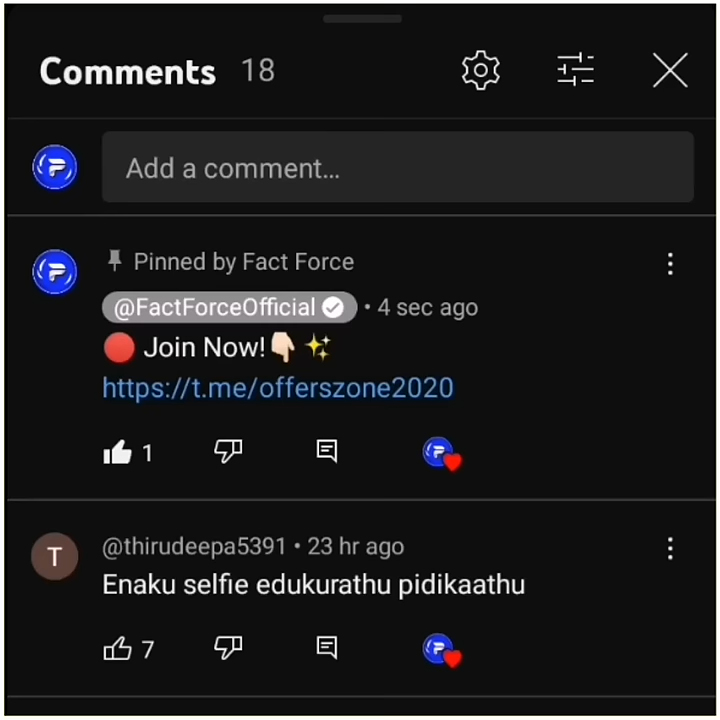 Comments 18
Add a comment...
Pinned by Fact Force
@FactForceOfficial • 4 sec ago
🔴 Join Now!👇🏻✨
https://t.me/offerszone2020
1
T
@thirudeepa5391 • 23 hr ago
Enaku selfie edukurathu pidikaathu
7